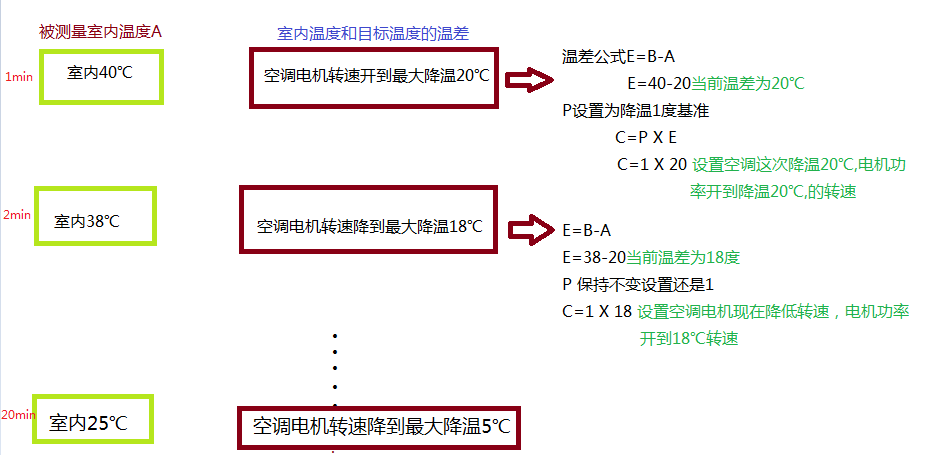 被测量室内温度A
室内温度和目标温度的温差
1min
室内40℃
空调电机转速开到最大降温20℃
温差公式E=B-A
E=40-20当前温差为20℃
P设置为降温1度基准
C=P X E
C=1 X 20 设置空调这次降温20℃,电机功
率开到降温20℃,的转速
2min
室内38℃
空调电机转速降到最大降温18℃
E=B-A
E=38-20当前温差为18度
P 保持不变设置还是1
C=1 X 18 设置空调电机现在降低转速，电机功率
开到18℃转速
20min
室内25℃
空调电机转速降到最大降温5℃